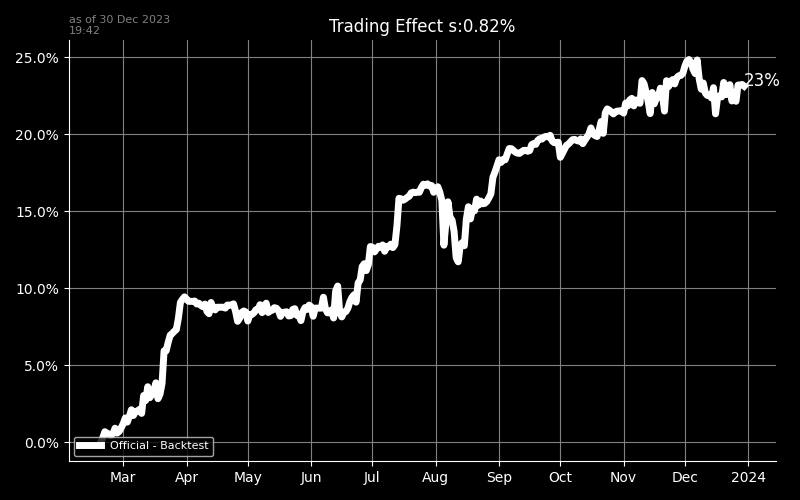 as of 30 Dec 2023
19:42
Trading Effect s:0.82%
25.0%
20.0%
15.0%
10.0%
5.0%
0.0%
23%
Official - Backtest
Mar Apr May Jun Jul Aug Sep Oct Nov Dec 2024